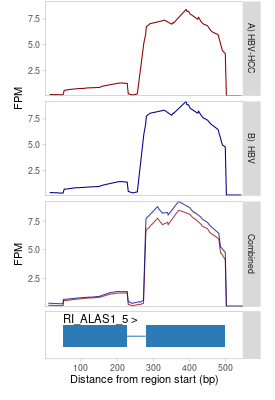 7.5
5.0
2.5
FPM
A) HBV-HCC
7.5
5.0
2.5
FPM
B) HBV
7.5
5.0
2.5
FPM
Combined
RI_ALAS1_5 >
100 200 300 400 500
Distance from region start (bp)